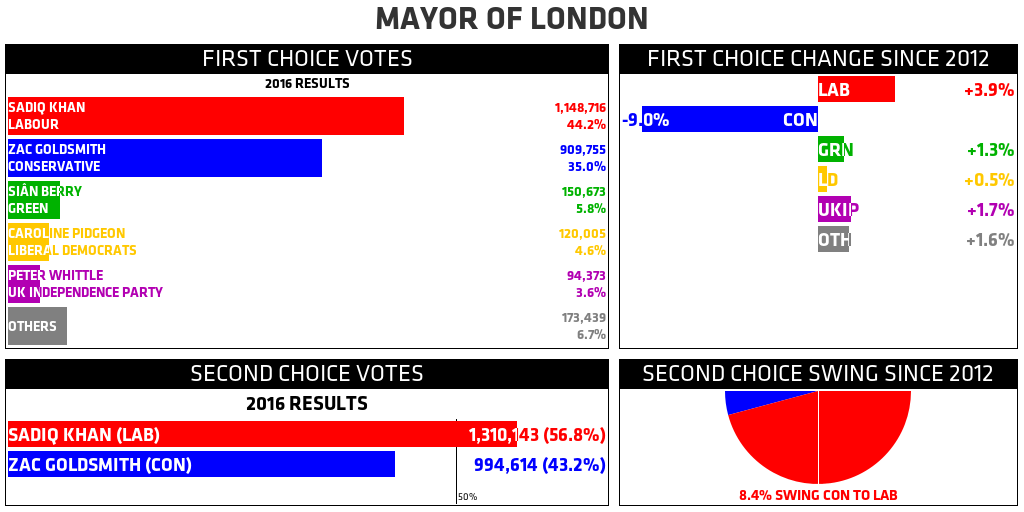 MAYOR OF LONDON
FIRST CHOICE VOTES
2016 RESULTS
SADIQ KHAN 1,148,716
LABOUR 44.2%
ZAC GOLDSMITH 909,755
CONSERVATIVE 35.0%
SIÂN BERRY 150,673
GREEN 5.8%
CAROLINE PIDGEON 120,005
LIBERAL DEMOCRATS 4.6%
PETER WHITTLE 94,373
UK INDEPENDENCE PARTY 3.6%
OTHERS 173,439
6.7%
FIRST CHOICE CHANGE SINCE 2012
LAB +3.9%
-9.0% CON
GRN +1.3%
LD +0.5%
UKIP +1.7%
OTH +1.6%
SECOND CHOICE VOTES
2016 RESULTS
SADIQ KHAN (LAB) 1,310,143 (56.8%)
ZAC GOLDSMITH (CON) 994,614 (43.2%)
50%
SECOND CHOICE SWING SINCE 2012
8.4% SWING CON TO LAB